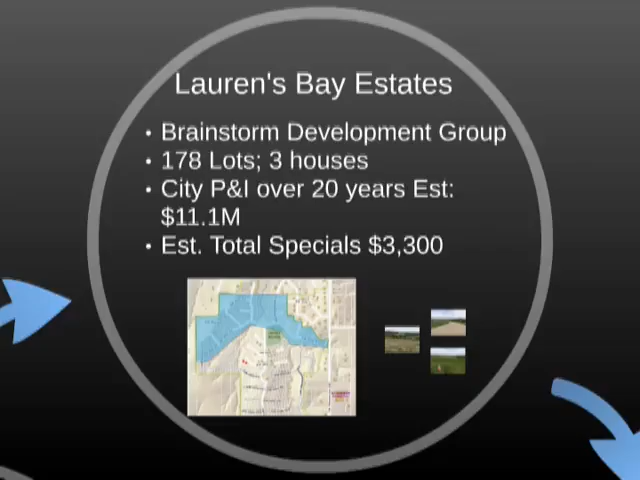 Lauren's Bay Estates
• Brainstorm Development Group
• 178 Lots; 3 houses
• City P&I over 20 years Est:
$11.1M
• Est. Total Specials $3,300